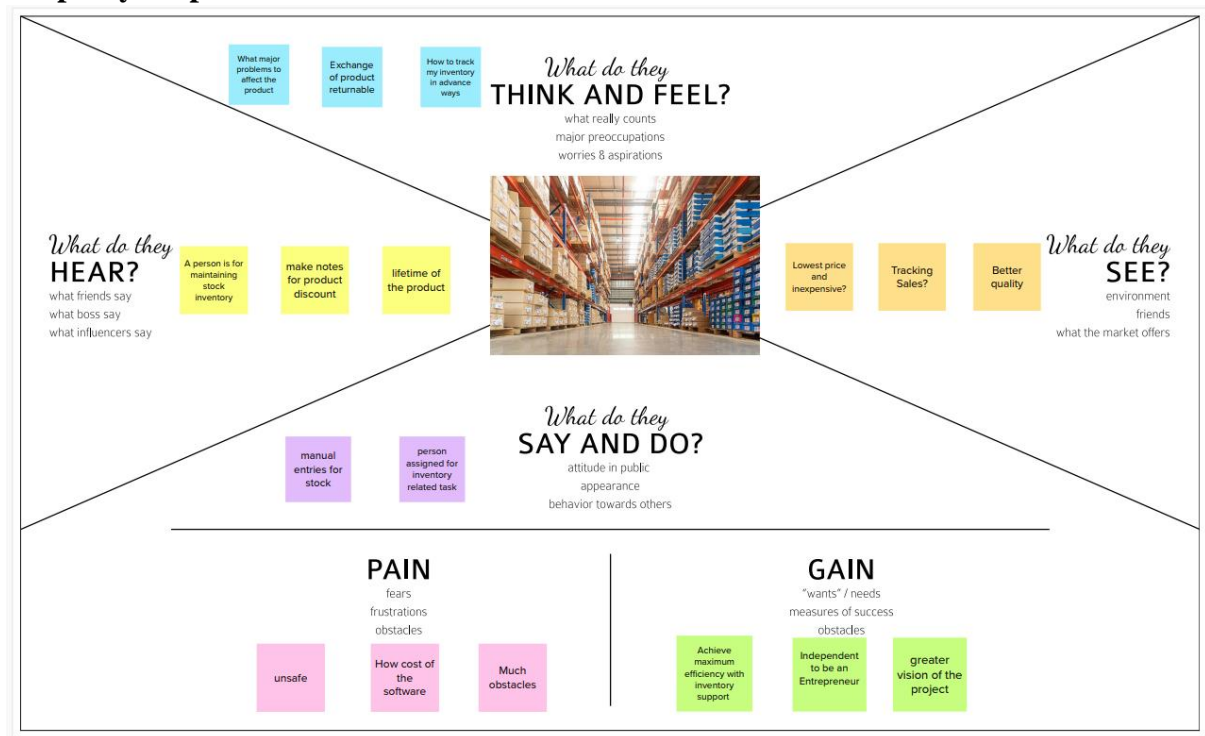 What major
problems to
affect the
product
Exchange
of product
returnable
How to track
my inventory
in advance
ways
What do they
THINK AND FEEL?
what really counts
major preoccupations
worries & aspirations
What do they
HEAR?
what friends say
what boss say
what influencers say
A person is for
maintaining
stock
inventory
make notes
for product
discount
lifetime of
the product
Lowest price
and
inexpensive?
Tracking
Sales?
Better
quality
What do they
SEE?
environment
friends
what the market offers
What do they
SAY AND DO?
attitude in public
appearance
behavior towards others
manual
entries for
stock
person
assigned for
inventory
related task
PAIN
fears
frustrations
obstacles
unsafe
How cost of
the
software
Much
obstacles
GAIN
"wants" / needs
measures of success
obstacles
Achieve
maximum
efficiency with
inventory
support
Independent
to be an
Entrepreneur
greater
vision of the
project